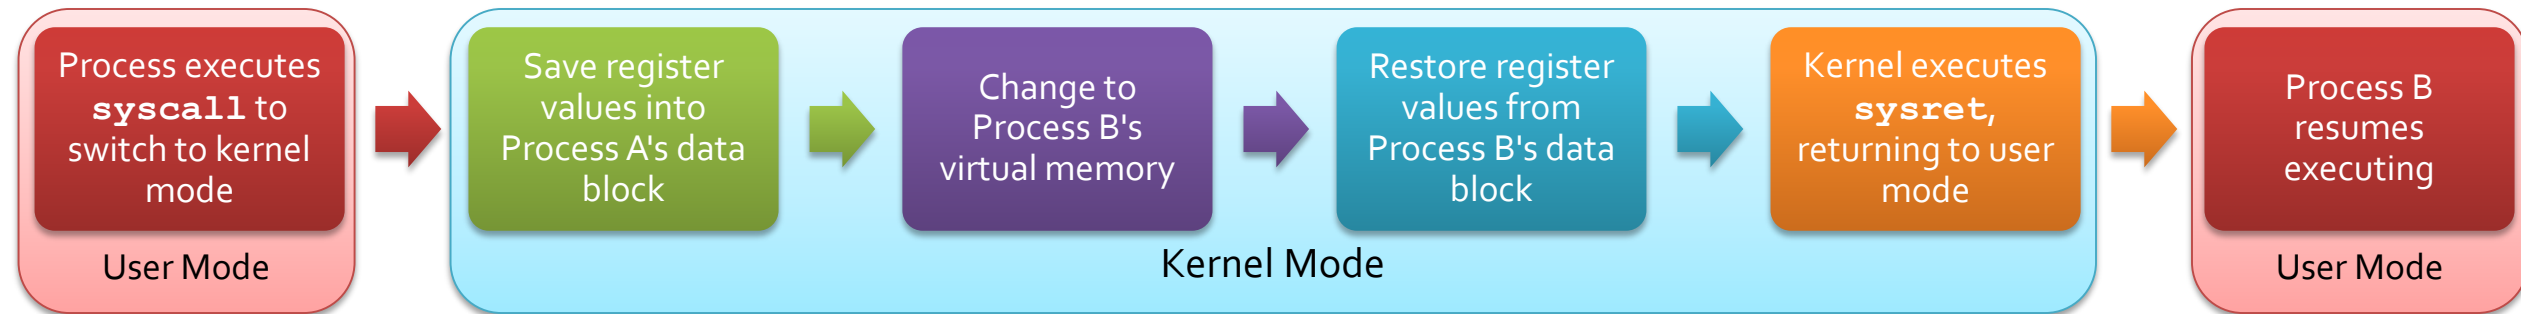 Process executes
syscall to
switch to kernel
mode
User Mode
Save register
values into
Process A's data
block
Change to
Process B's
virtual memory
Restore register
values from
Process B's data
block
Kernel executes
sysret,
returning to user
mode
Kernel Mode
Process B
resumes
executing
User Mode